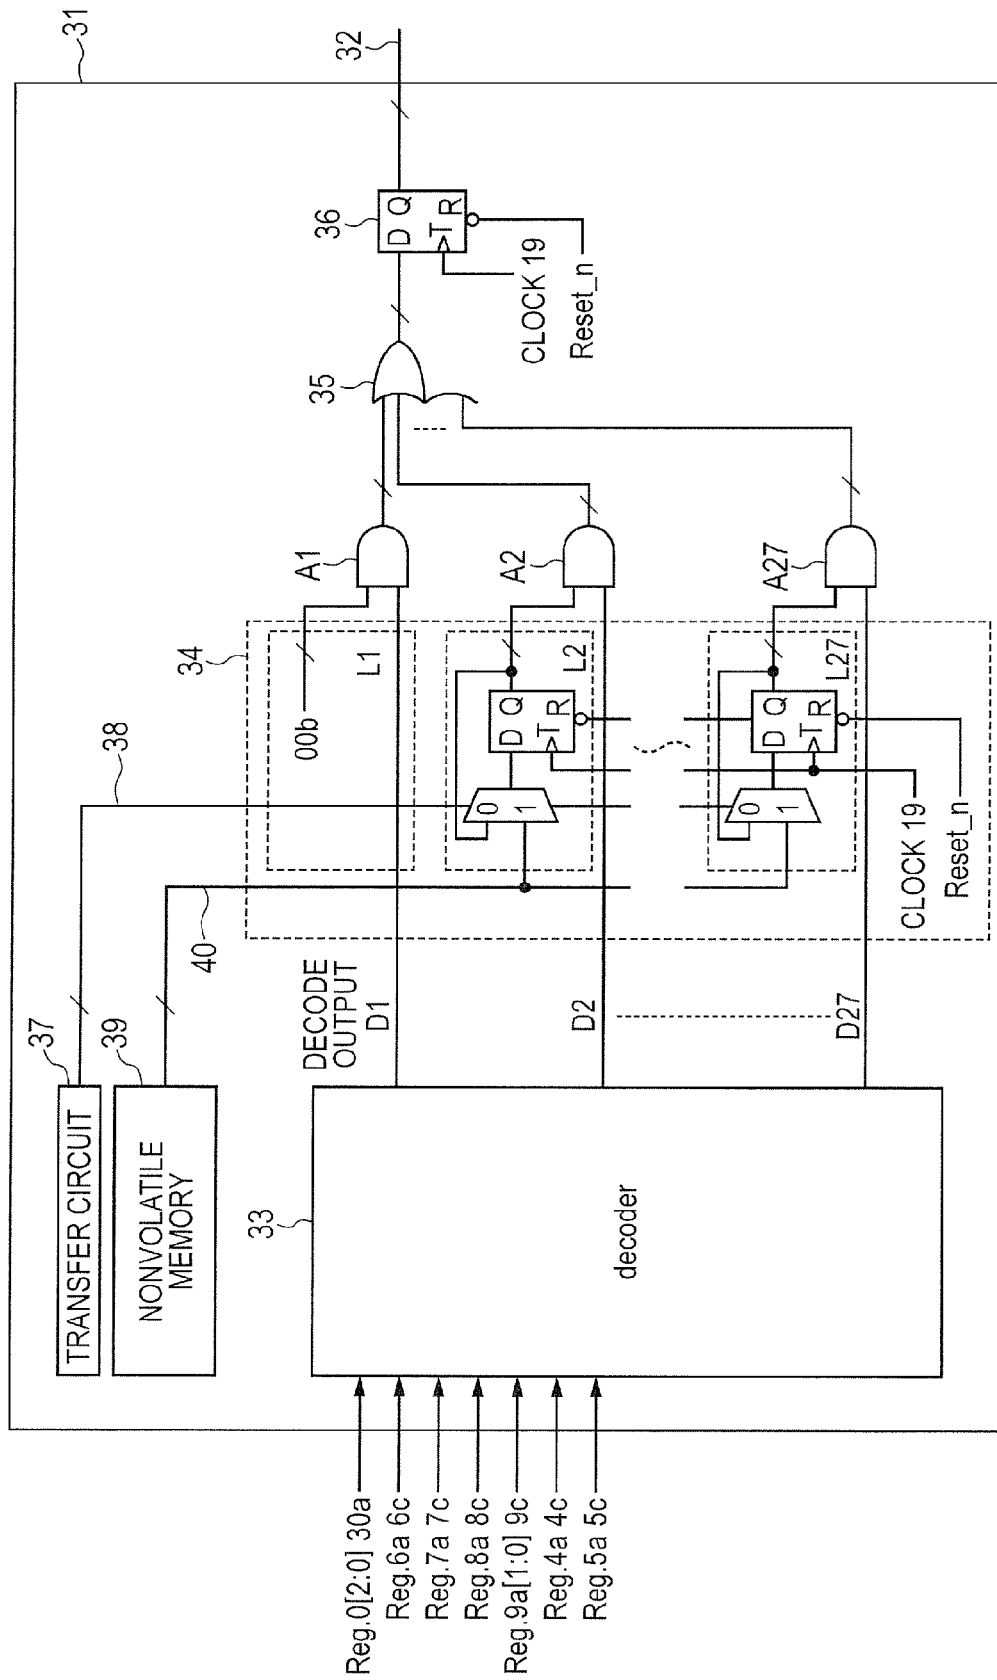 31
TRANSFER CIRCUIT
37
38
NONVOLATILE
MEMORY
39
40
34
00b
L1
A1
35
36
D Q
T R
32
CLOCK 19
Reset_n
33
decoder
DECODE
OUTPUT
D1
D2
D27
0
1
D Q
T R
L2
A2
0
1
D Q
T R
L27
A27
CLOCK 19
Reset_n
Reg.0[2:0] 30a
Reg.6a 6c
Reg.7a 7c
Reg.8a 8c
Reg.9a[1:0] 9c
Reg.4a 4c
Reg.5a 5c